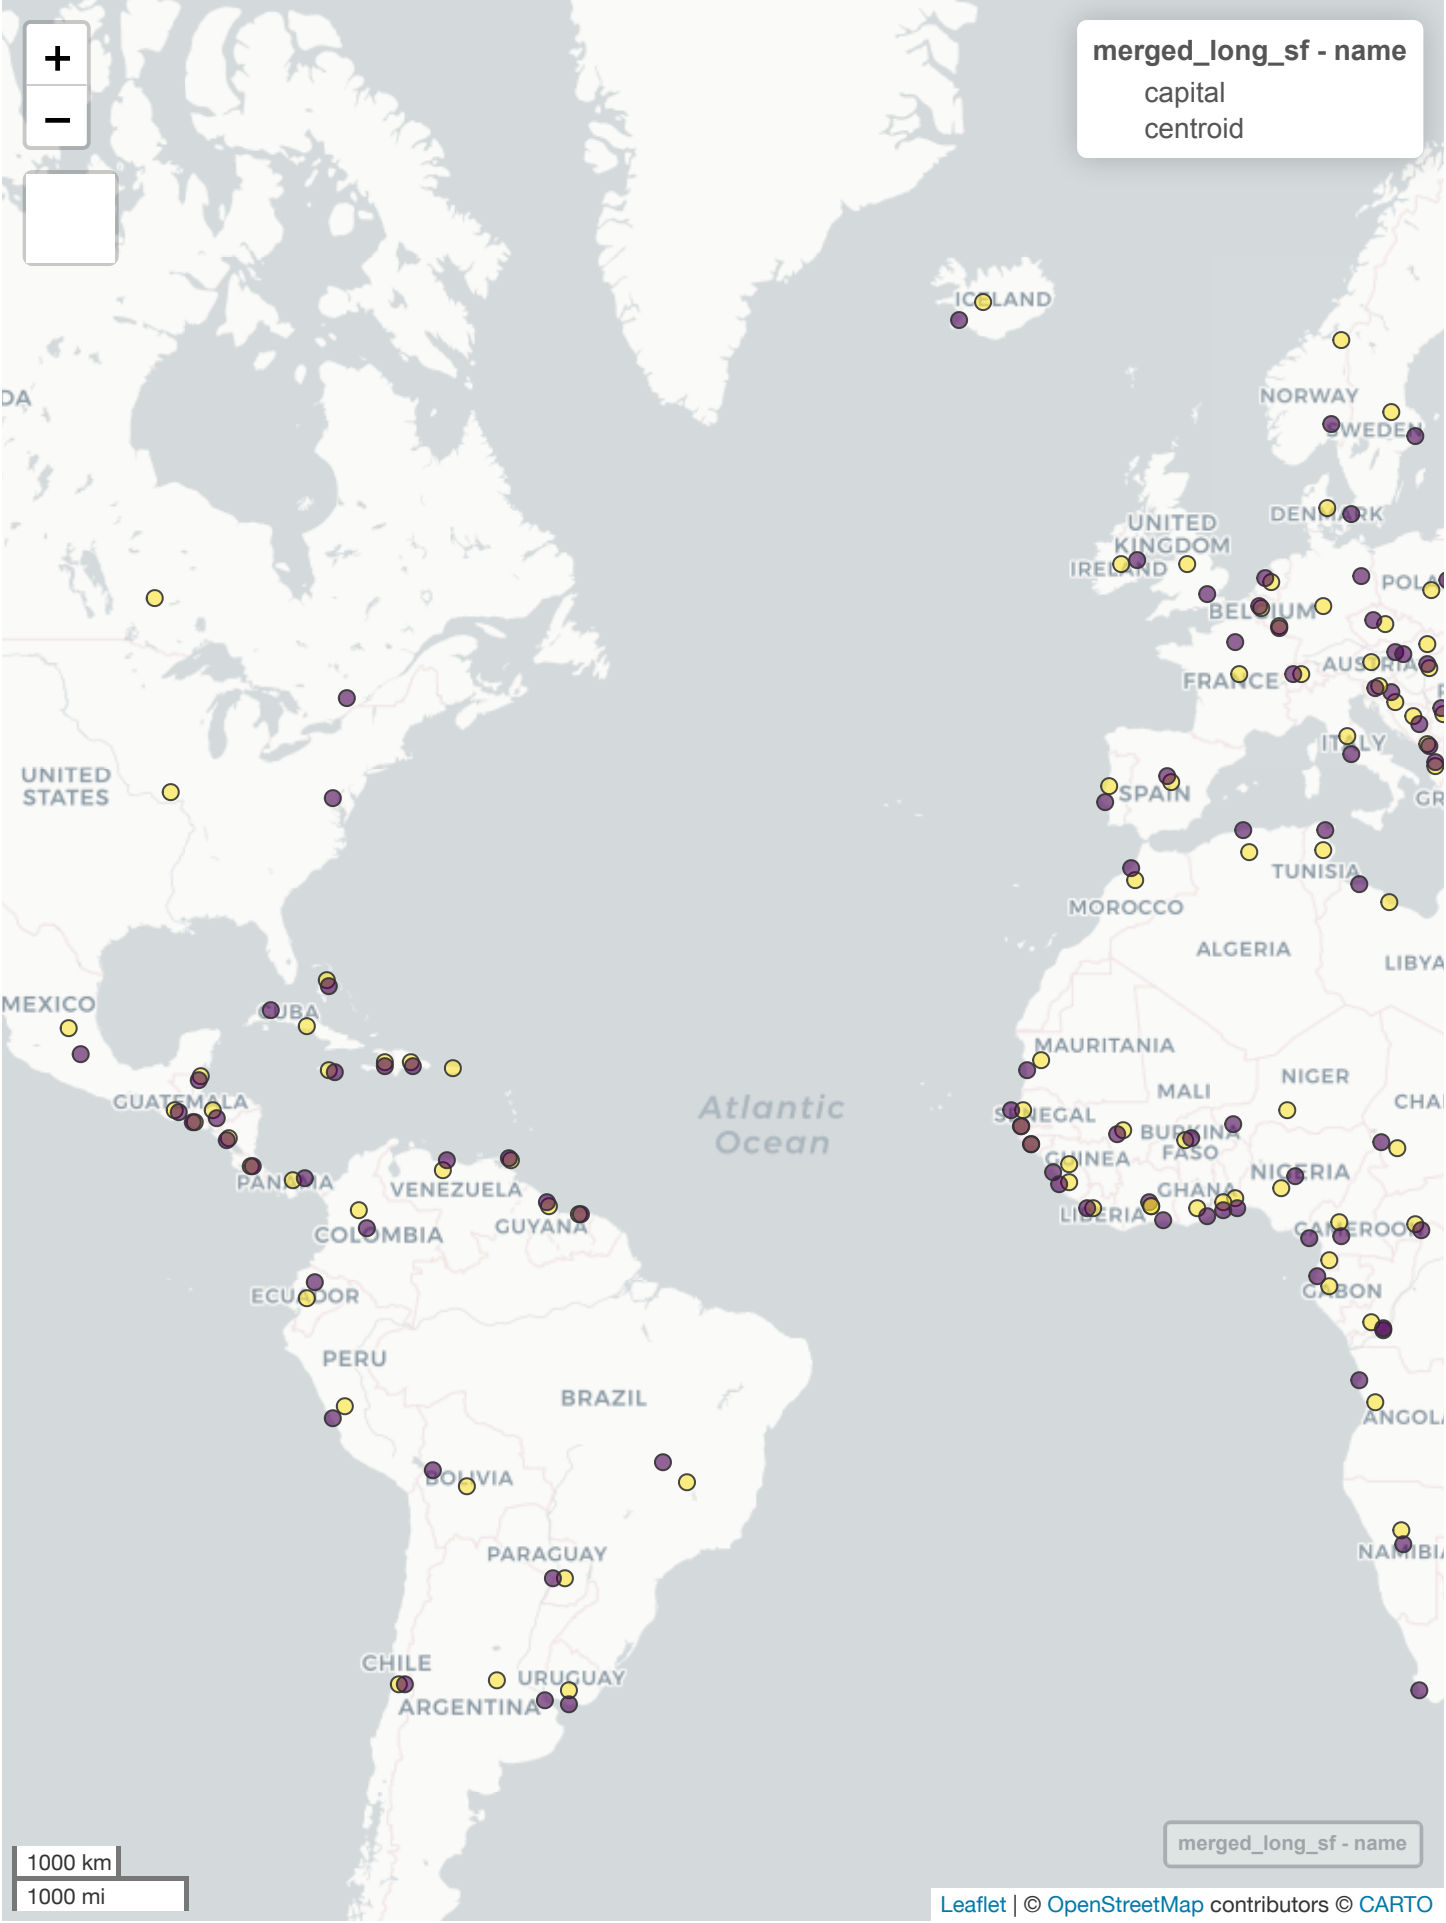 +
merged_long_sf - name
capital
−
centroid
ICELAND
DA
NORWAY
SWEDEN
DENMARK
UNITED
KINGDOM
IRELAND
POLA
BELGIUM
AUSTRIA
FRANCE
ITALY
UNITED
STATES
SPAIN
GR
TUNISIA
MOROCCO
ALGERIA
LIBYA
MEXICO
CUBA
MAURITANIA
NIGER
MALI
GUATEMALA
Atlantic
Ocean
SENEGAL
CHA
BURKINA
FASO
GUINEA
NIGERIA
PANAMA
VENEZUELA
GHANA
LIBERIA
GUYANA
COLOMBIA
CAMEROO
ECUADOR
GABON
PERU
BRAZIL
ANGOLA
BOLIVIA
PARAGUAY
NAMIBIA
CHILE
URUGUAY
ARGENTINA
merged_long_sf - name
1000 km
1000 mi
Leaflet | © OpenStreetMap contributors © CARTO